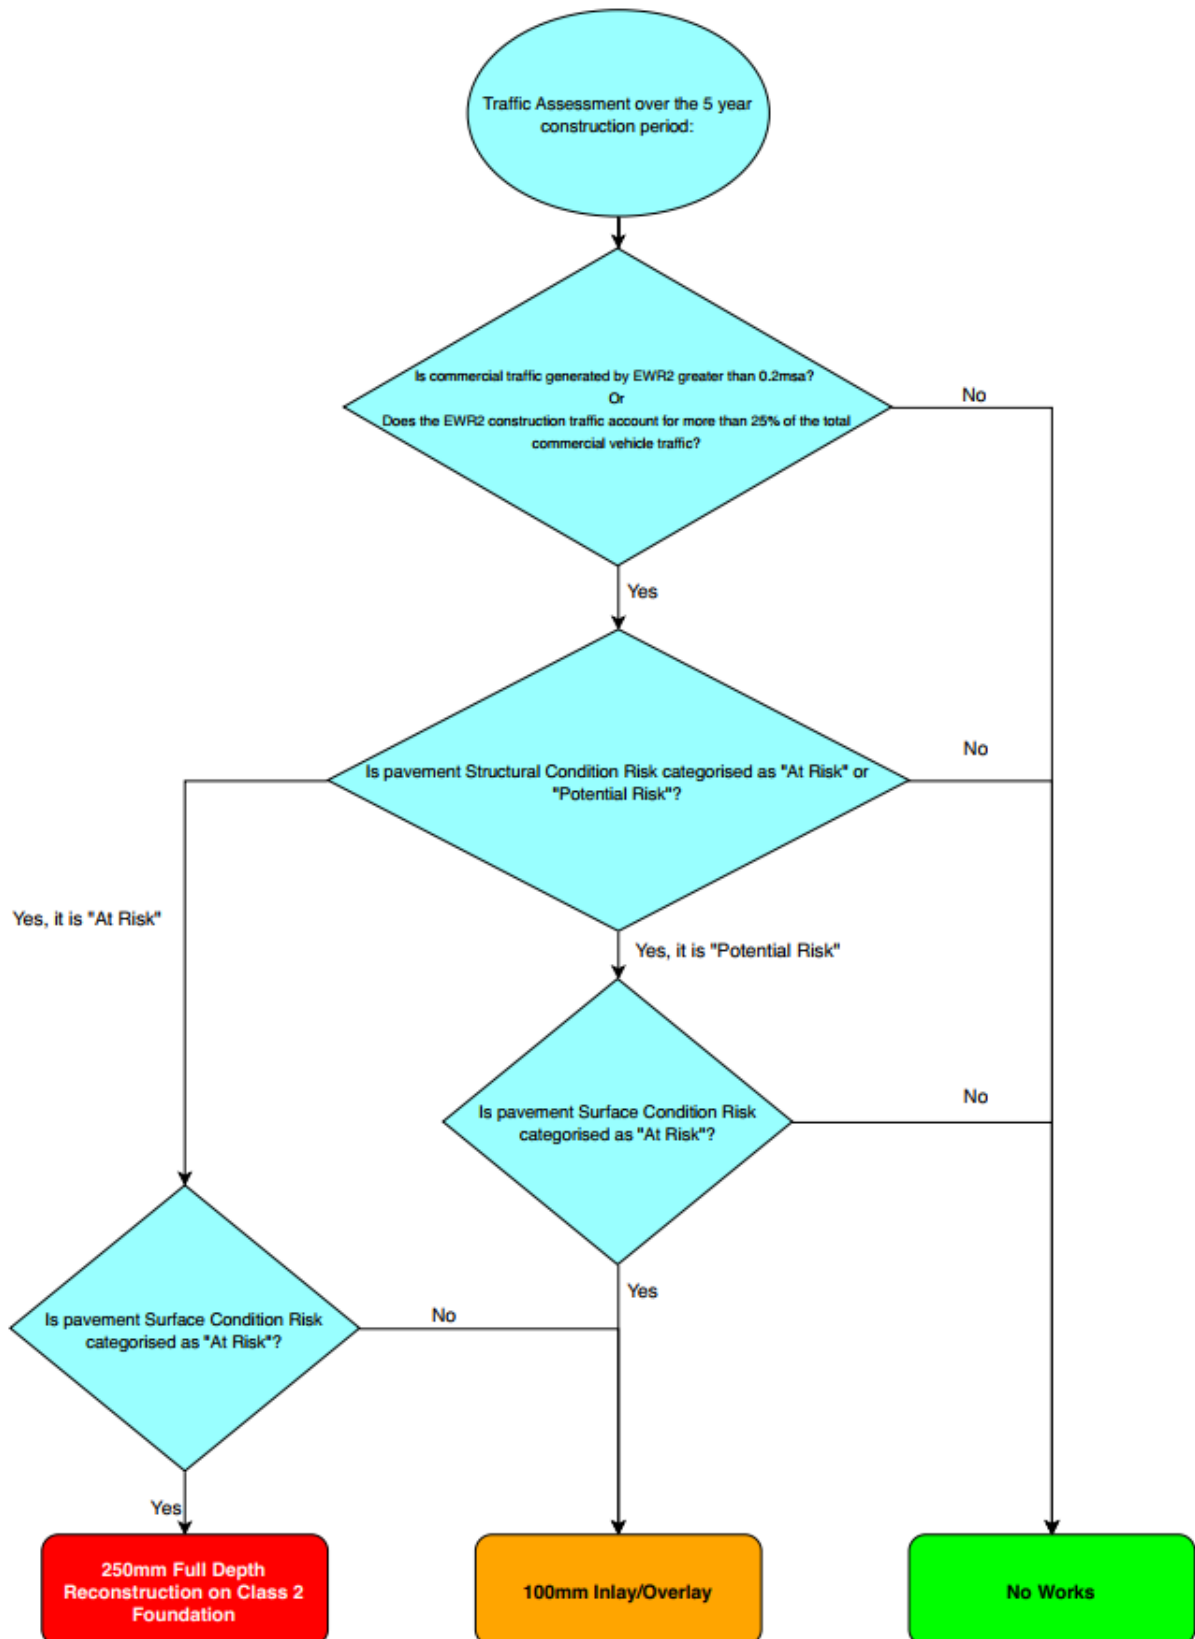 Traffic Assessment over the 5 year
construction period:
Is commercial traffic generated by EWR2 greater than 0.2msa?
Or
Does the EWR2 construction traffic account for more than 25% of the total
commercial vehicle traffic?
No
Yes
Is pavement Structural Condition Risk categorised as "At Risk" or
"Potential Risk"?
No
Yes, it is "At Risk"
Yes, it is "Potential Risk"
Is pavement Surface Condition Risk
categorised as "At Risk"?
No
Yes
Is pavement Surface Condition Risk
categorised as "At Risk"?
No
Yes
250mm Full Depth
Reconstruction on Class 2
Foundation
100mm Inlay/Overlay
No Works